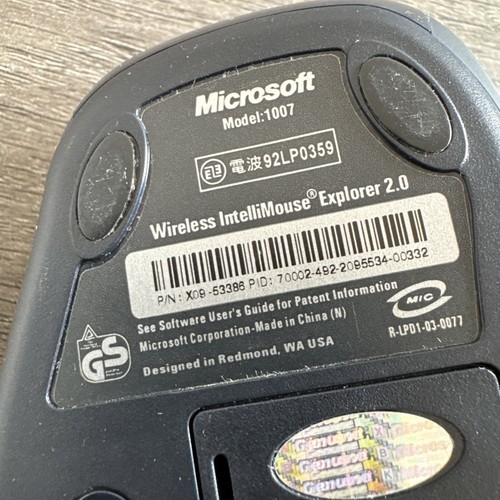 Microsoft
Model:1007
電波92LP0359
Wireless IntelliMouse® Explorer 2.0
P/N: X09-53386 PID: 70002-492-2095534-00332
See Software User's Guide for Patent Information
Microsoft Corporation-Made in China (N)
Designed in Redmond, WA USA
MIC
R-LPD1-03-0077
GS
Genuine
Micros
Genuine